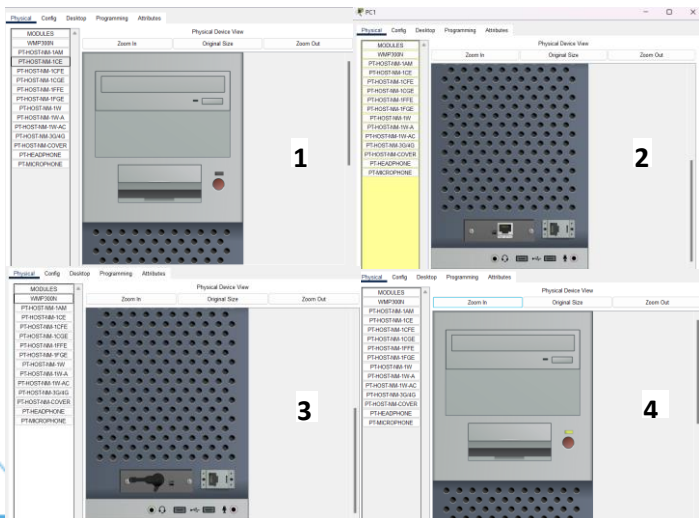 Physical Config Desktop Programming Attributes
MODULES
WMP300N
PT-HOST-NM-1AM
PT-HOST-NM-1CE
PT-HOST-NM-1CFE
PT-HOST-NM-1CGE
PT-HOST-NM-1FFE
PT-HOST-NM-1FGE
PT-HOST-NM-1W
PT-HOST-NM-1W-A
PT-HOST-NM-1W-AC
PT-HOST-NM-3G/4G
PT-HOST-NM-COVER
PT-HEADPHONE
PT-MICROPHONE
Physical Device View
Zoom In Original Size Zoom Out
1
PC1
Physical Config Desktop Programming Attributes
MODULES
WMP300N
PT-HOST-NM-1AM
PT-HOST-NM-1CE
PT-HOST-NM-1CFE
PT-HOST-NM-1CGE
PT-HOST-NM-1FFE
PT-HOST-NM-1FGE
PT-HOST-NM-1W
PT-HOST-NM-1W-A
PT-HOST-NM-1W-AC
PT-HOST-NM-3G/4G
PT-HOST-NM-COVER
PT-HEADPHONE
PT-MICROPHONE
Physical Device View
Zoom In Original Size Zoom Out
2
Physical Config Desktop Programming Attributes
MODULES
WMP300N
PT-HOST-NM-1AM
PT-HOST-NM-1CE
PT-HOST-NM-1CFE
PT-HOST-NM-1CGE
PT-HOST-NM-1FFE
PT-HOST-NM-1FGE
PT-HOST-NM-1W
PT-HOST-NM-1W-A
PT-HOST-NM-1W-AC
PT-HOST-NM-3G/4G
PT-HOST-NM-COVER
PT-HEADPHONE
PT-MICROPHONE
Physical Device View
Zoom In Original Size Zoom Out
3
Physical Config Desktop Programming Attributes
MODULES
WMP300N
PT-HOST-NM-1AM
PT-HOST-NM-1CE
PT-HOST-NM-1CFE
PT-HOST-NM-1CGE
PT-HOST-NM-1FFE
PT-HOST-NM-1FGE
PT-HOST-NM-1W
PT-HOST-NM-1W-A
PT-HOST-NM-1W-AC
PT-HOST-NM-3G/4G
PT-HOST-NM-COVER
PT-HEADPHONE
PT-MICROPHONE
Physical Device View
Zoom In Original Size Zoom Out
4